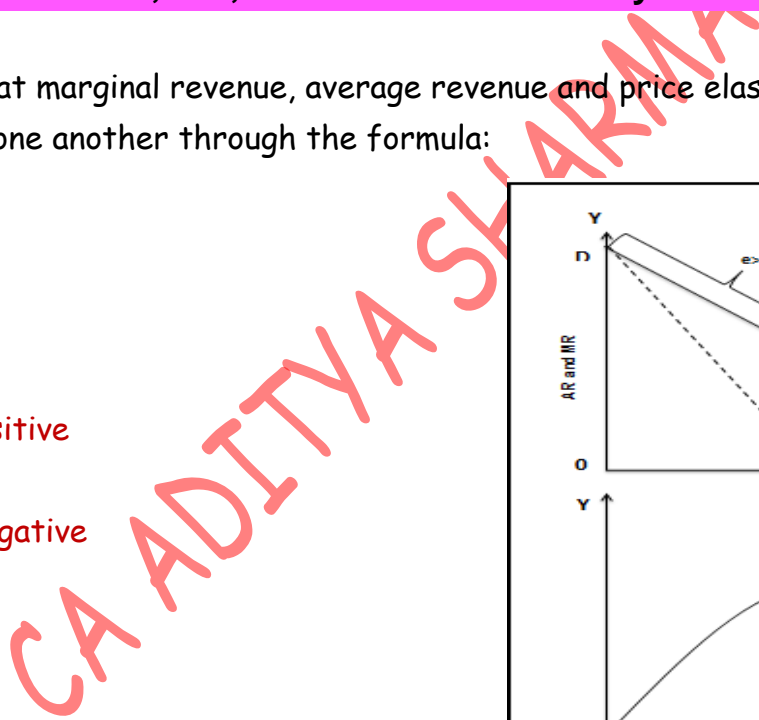 at marginal revenue, average revenue and price elas
one another through the formula:
sitive
gative
CA ADITYA SHARMA
Y
D
e>
AR and MR
O
Y